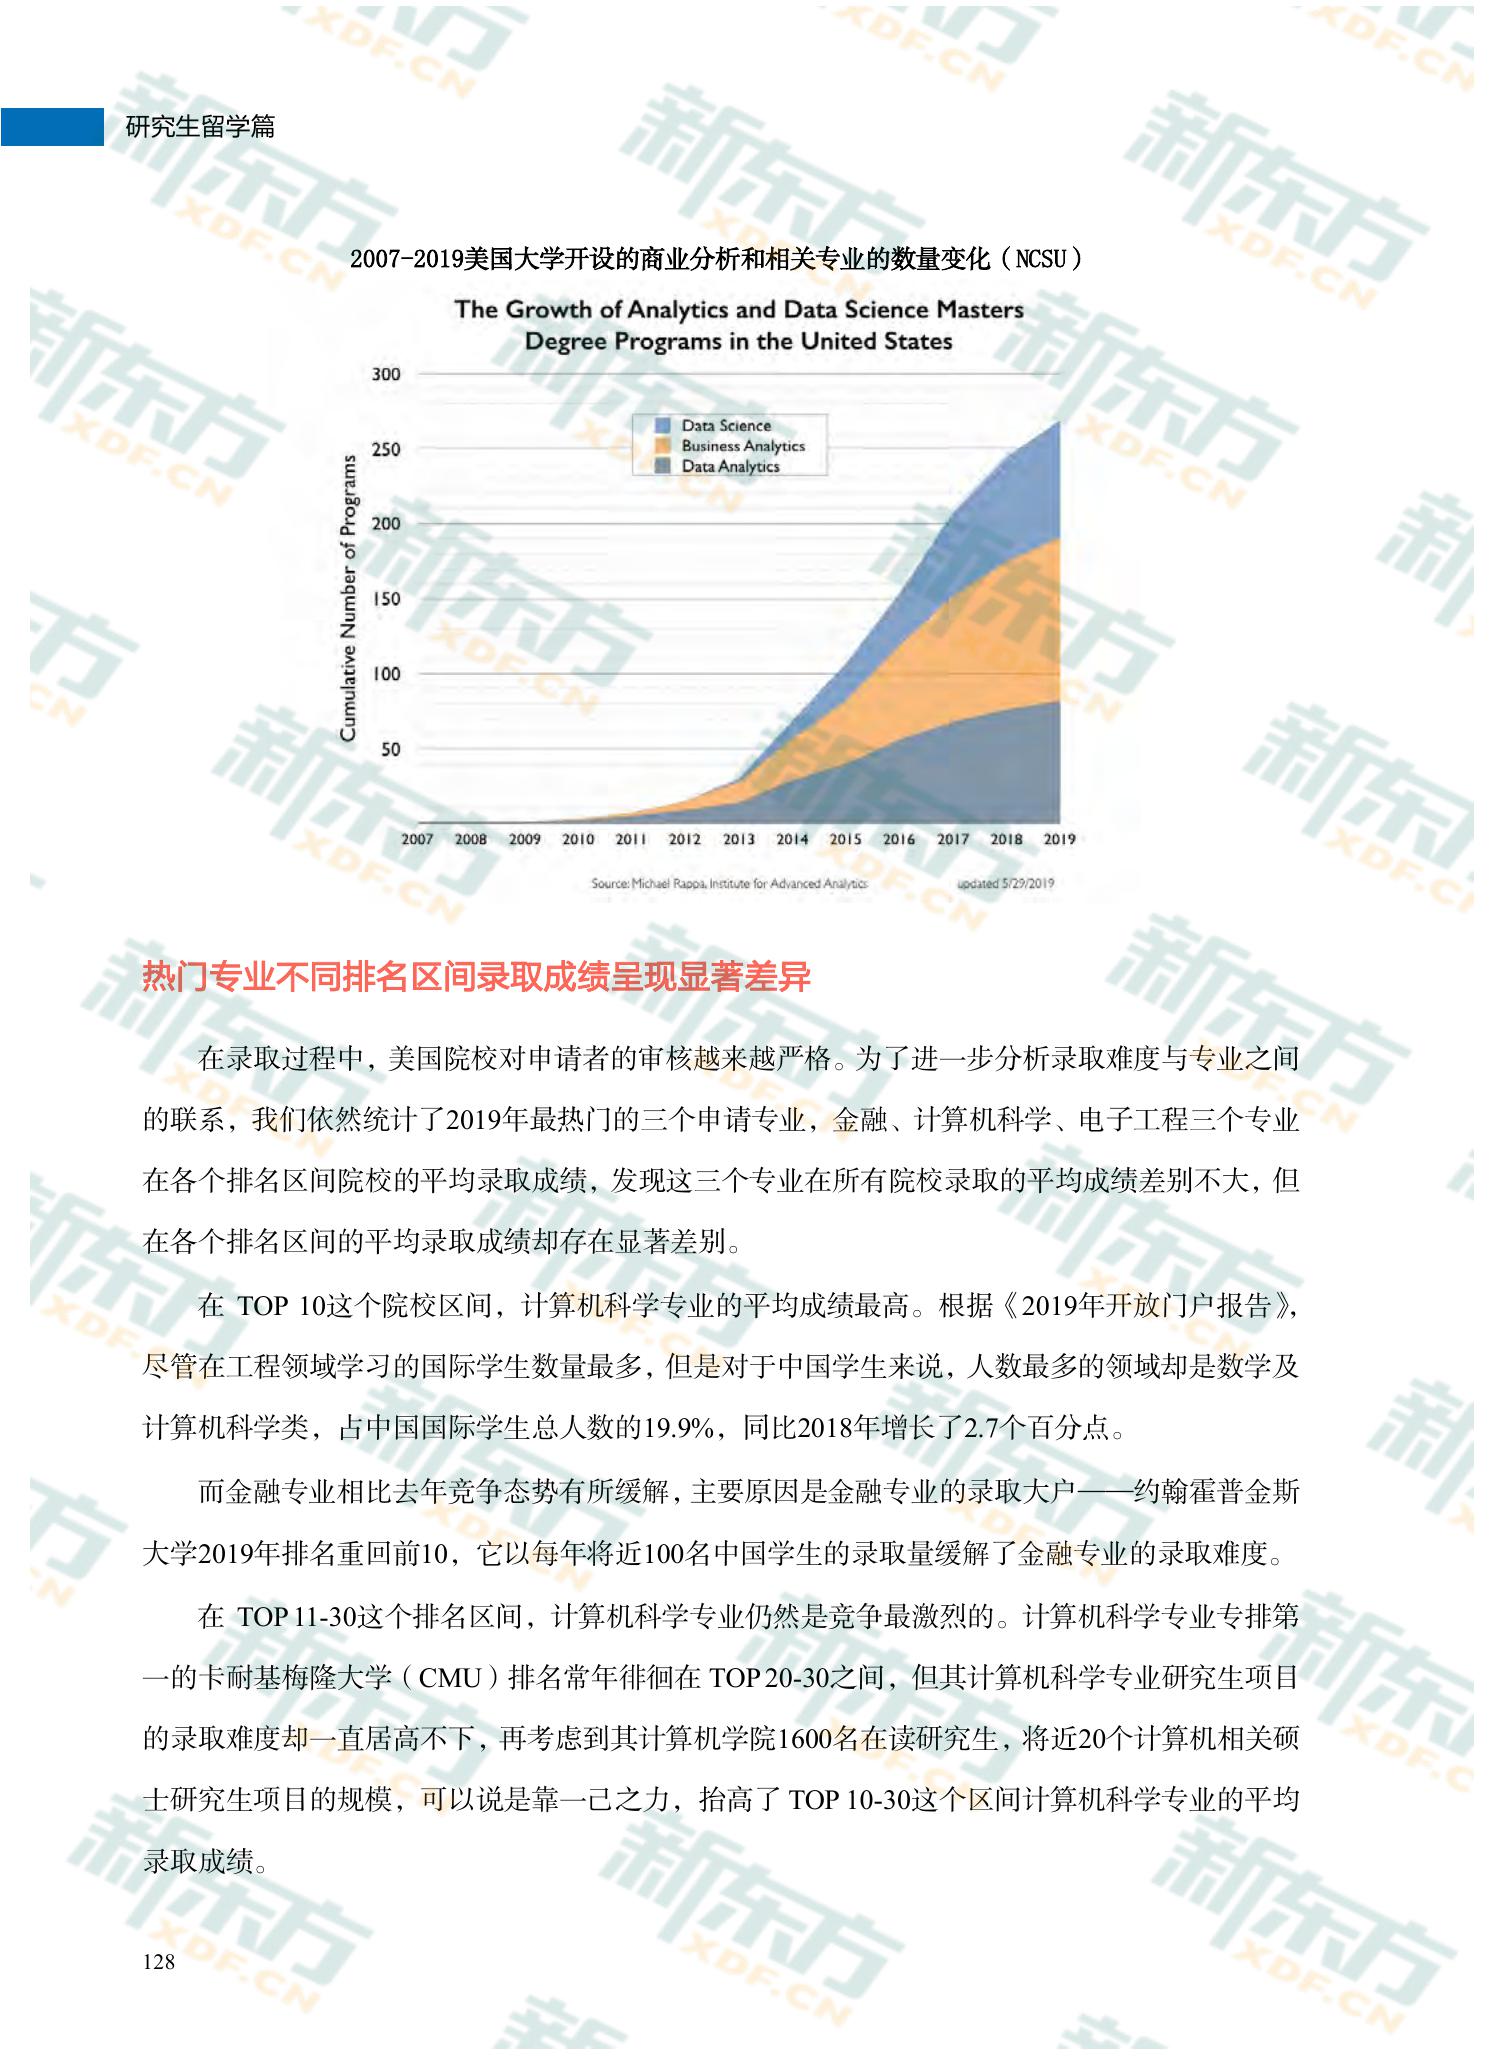 研究生留学篇
2007-2019美国大学开设的商业分析和相关专业的数量变化（NCSU）
The Growth of Analytics and Data Science Masters
Degree Programs in the United States
300
250
200
150
100
50
Cumulative Number of Programs
Data Science
Business Analytics
Data Analytics
2007 2008 2009 2010 2011 2012 2013 2014 2015 2016 2017 2018 2019
Source: Michael Rappa, Institute for Advanced Analytics updated 5/29/2019
热门专业不同排名区间录取成绩呈现显著差异
在录取过程中，美国院校对申请者的审核越来越严格。为了进一步分析录取难度与专业之间
的联系，我们依然统计了2019年最热门的三个申请专业，金融、计算机科学、电子工程三个专业
在各个排名区间院校的平均录取成绩，发现这三个专业在所有院校录取的平均成绩差别不大，但
在各个排名区间的平均录取成绩却存在显著差别。
在 TOP 10这个院校区间，计算机科学专业的平均成绩最高。根据《2019年开放门户报告》，
尽管在工程领域学习的国际学生数量最多，但是对于中国学生来说，人数最多的领域却是数学及
计算机科学类，占中国国际学生总人数的19.9%，同比2018年增长了2.7个百分点。
而金融专业相比去年竞争态势有所缓解，主要原因是金融专业的录取大户——约翰霍普金斯
大学2019年排名重回前10，它以每年将近100名中国学生的录取量缓解了金融专业的录取难度。
在 TOP 11-30这个排名区间，计算机科学专业仍然是竞争最激烈的。计算机科学专业专排第
一的卡耐基梅隆大学（CMU）排名常年徘徊在 TOP 20-30之间，但其计算机科学专业研究生项目
的录取难度却一直居高不下，再考虑到其计算机学院1600名在读研究生，将近20个计算机相关硕
士研究生项目的规模，可以说是靠一己之力，抬高了 TOP 10-30这个区间计算机科学专业的平均
录取成绩。
128
新东方
XDF.CN